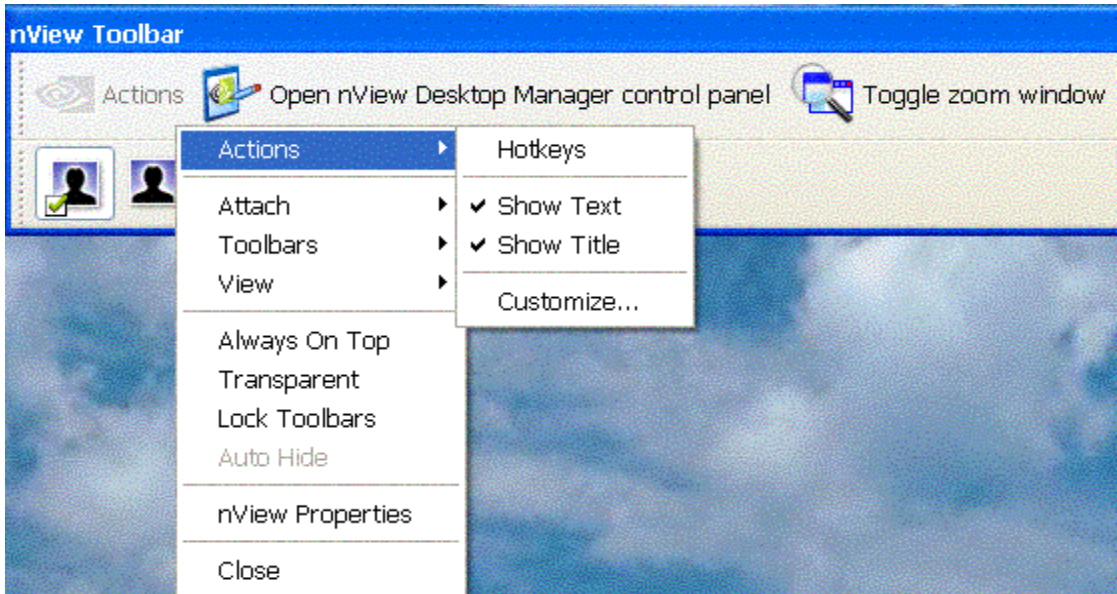 nView Toolbar
Actions Open nView Desktop Manager control panel Toggle zoom window
Actions
Attach
Toolbars
View
Always On Top
Transparent
Lock Toolbars
Auto Hide
nView Properties
Close
Hotkeys
Show Text
Show Title
Customize...